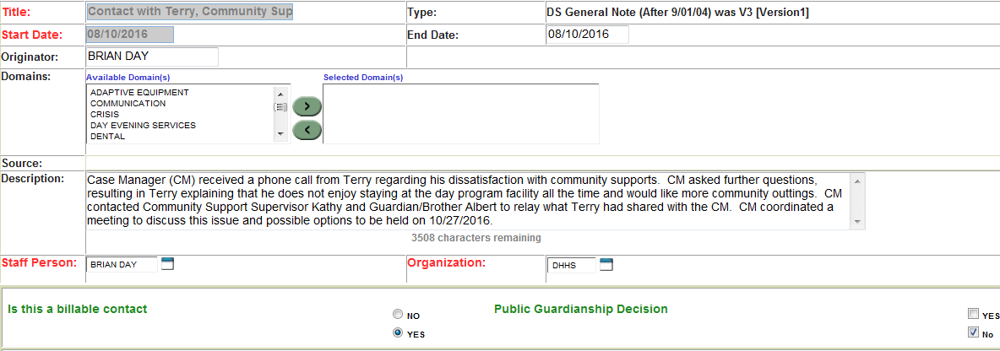 Title: Contact with Terry, Community Sup Type: DS General Note (After 9/01/04) was V3 [Version1]
Start Date: 08/10/2016 End Date: 08/10/2016
Originator: BRIAN DAY
Domains: Available Domain(s) Selected Domain(s)
ADAPTIVE EQUIPMENT
COMMUNICATION
CRISIS
DAY EVENING SERVICES
DENTAL
> 
<
Source:
Description: Case Manager (CM) received a phone call from Terry regarding his dissatisfaction with community supports. CM asked further questions,
resulting in Terry explaining that he does not enjoy staying at the day program facility all the time and would like more community outtings. CM
contacted Community Support Supervisor Kathy and Guardian/Brother Albert to relay what Terry had shared with the CM. CM coordinated a
meeting to discuss this issue and possible options to be held on 10/27/2016.
3508 characters remaining
Staff Person: BRIAN DAY Organization: DHHS
Is this a billable contact NO Public Guardianship Decision YES
YES No